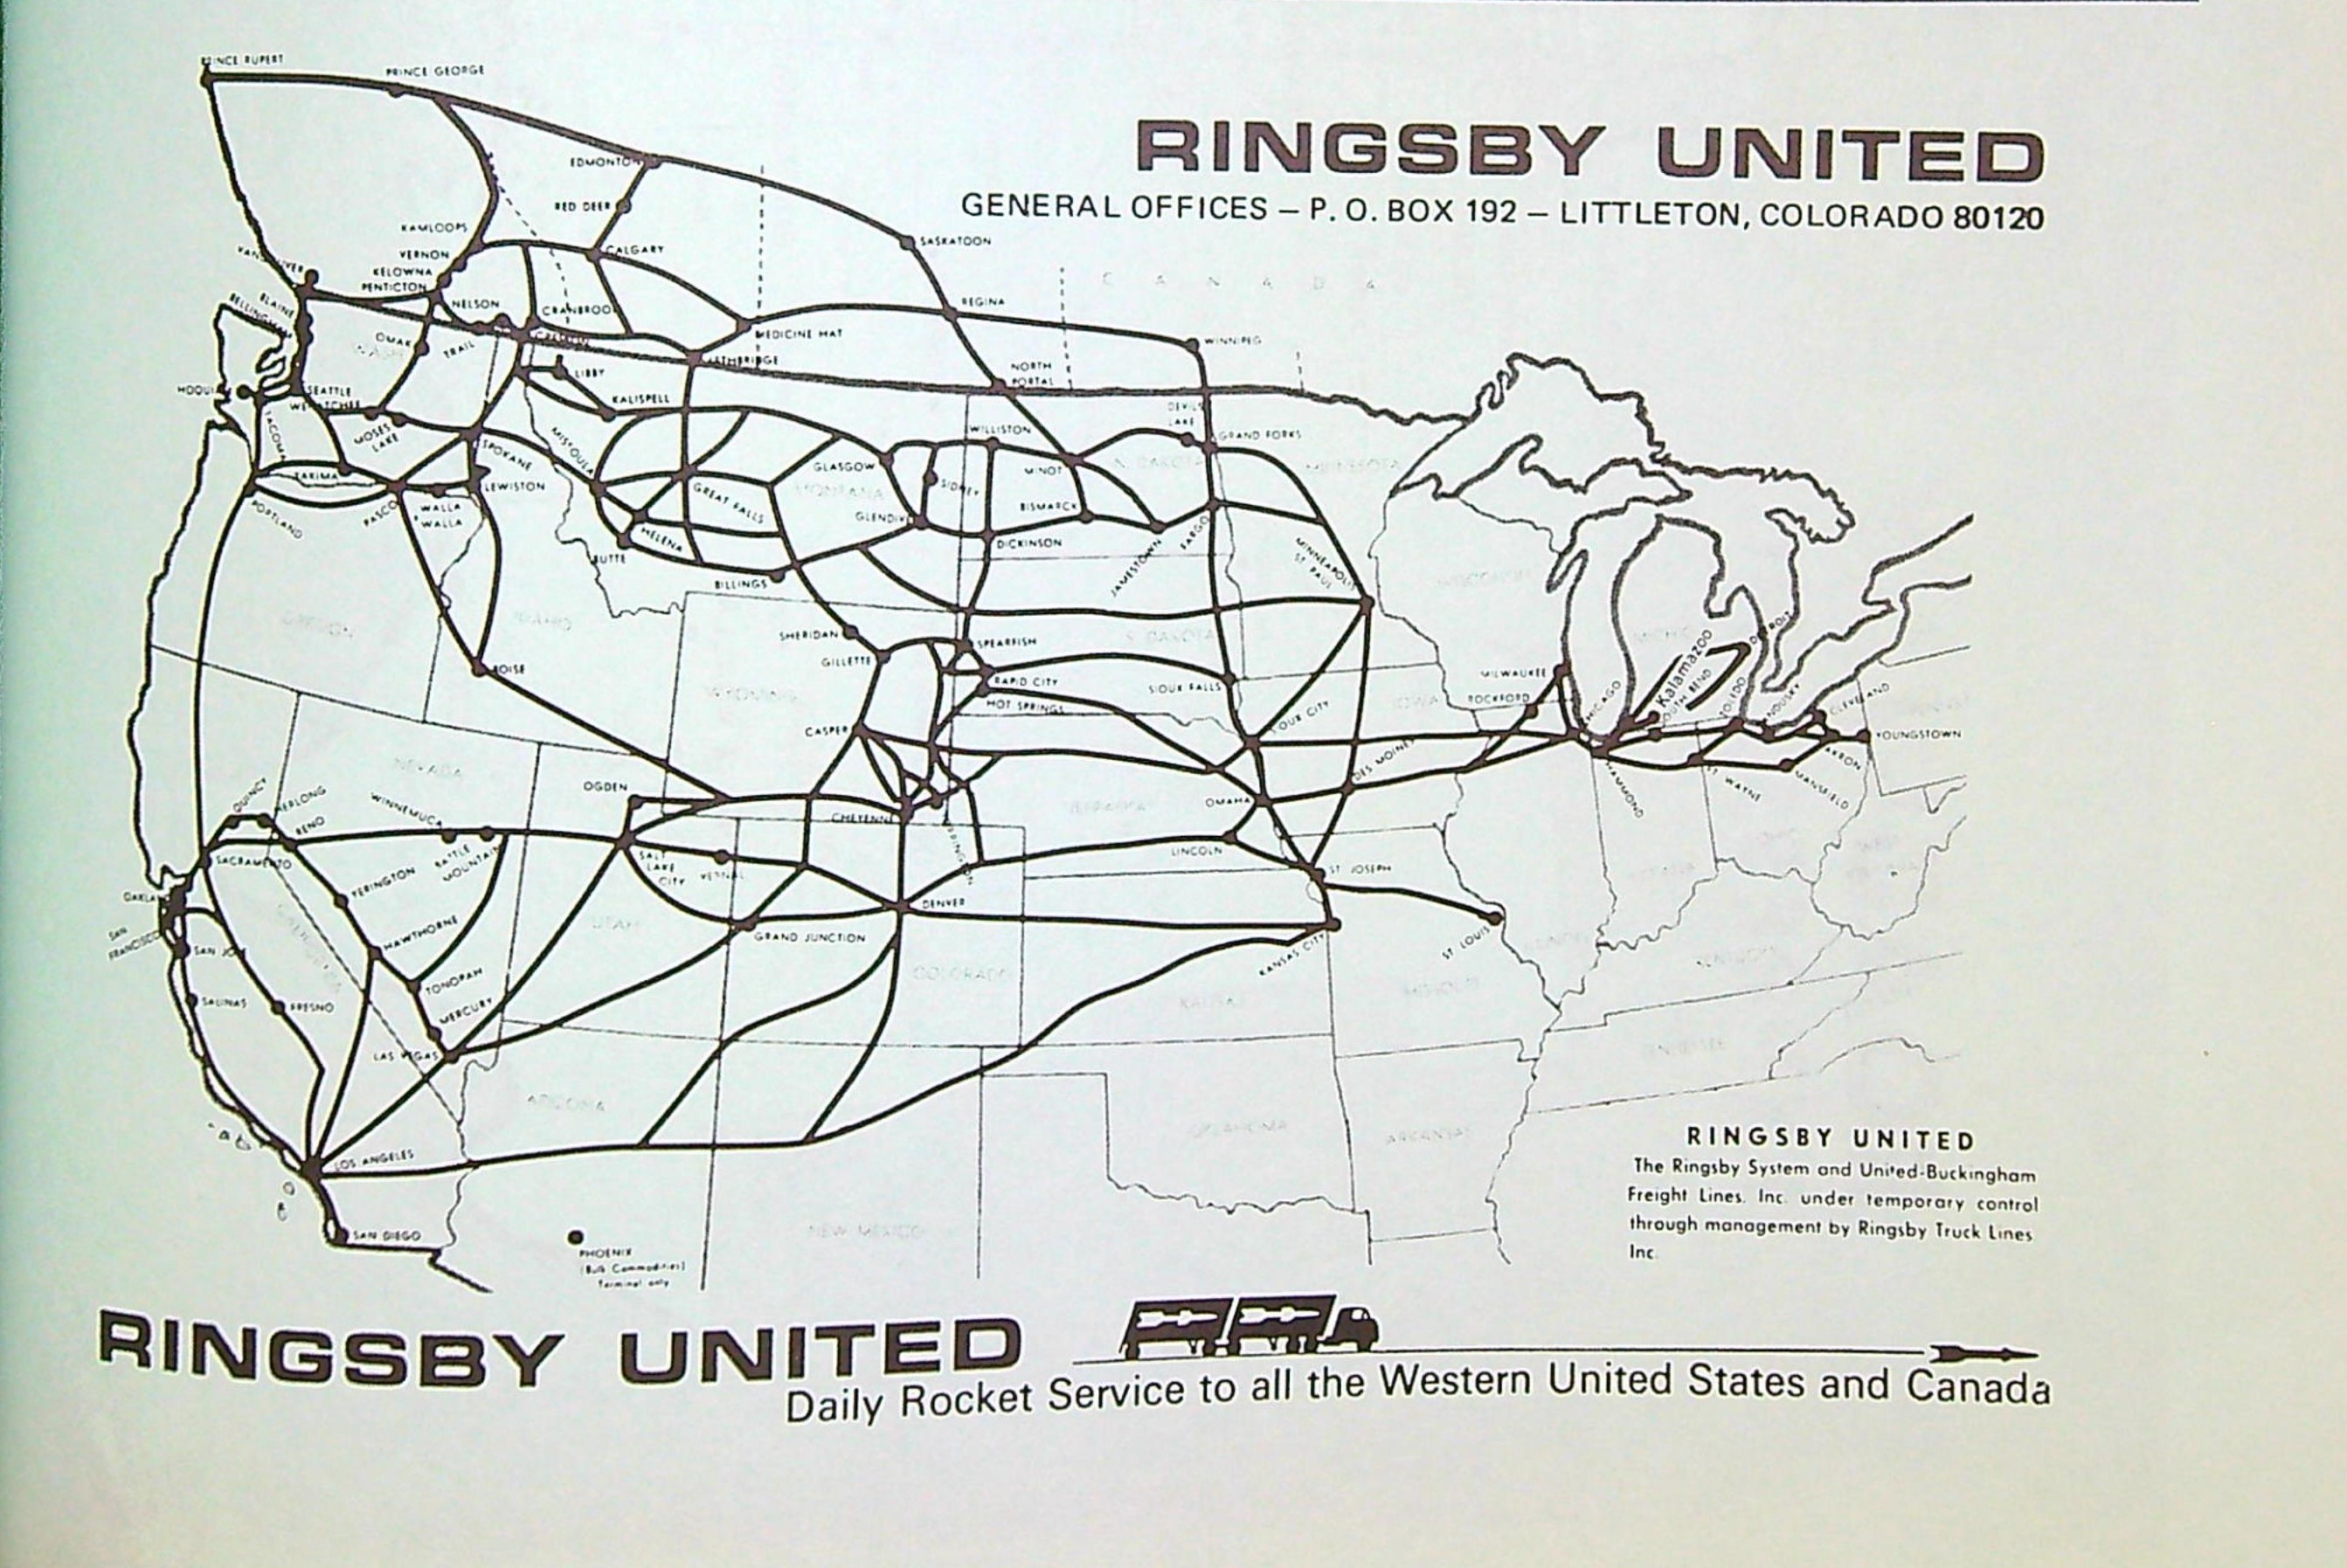 RINGSBY UNITED
GENERAL OFFICES – P. O. BOX 192 – LITTLETON, COLORADO 80120
PRINCE GEORGE
EDMONTON
RED DEER
KAMLOOPS
CALGARY
SASKATOON
VERNON
KELOWNA
PENTICTON
CANADA
BLAINE
BELLINGHAM
NELSON
CRANBROOK
REGINA
OMAK
TRAIL
MEDICINE HAT
WINNIPEG
LETHBRIDGE
NORTH
PORTAL
LIBBY
SEATTLE
KALISPELL
WENATCHEE
TACOMA
MOSES
LAKE
DEVILS
LAKE
SPOKANE
MISSOULA
WILLISTON
GRAND FORKS
N. DAKOTA
MINNESOTA
YAKIMA
LEWISTON
GLASGOW
MINOT
SIDNEY
GREAT FALLS
MONTANA
PORTLAND
PASCO
WALLA
WALLA
GLENDIVE
BISMARCK
FARGO
HELENA
BUTTE
DICKINSON
JAMESTOWN
MINNEAPOLIS
ST. PAUL
BILLINGS
OREGON
IDAHO
WISCONSIN
SHERIDAN
SPEARFISH
S. DAKOTA
GILLETTE
BOISE
RAPID CITY
SIOUX FALLS
HOT SPRINGS
WYOMING
MILWAUKEE
ROCKFORD
IOWA
CHICAGO
Kalamazoo
SOUTH BEND
DETROIT
TOLEDO
SANDUSKY
CLEVELAND
YOUNGSTOWN
AKRON
CASPER
SIOUX CITY
DES MOINES
HAMMOND
FT. WAYNE
MANSFIELD
NEVADA
OGDEN
QUINCY
HERLONG
WINNEMUCA
RENO
CHEYENNE
OMAHA
NEBRASKA
LINCOLN
SACRAMENTO
BATTLE
MOUNTAIN
SALT
LAKE
CITY
VERNAL
ST. JOSEPH
YERINGTON
OAKLAND
DENVER
SAN
FRANCISCO
HAWTHORNE
UTAH
GRAND JUNCTION
KANSAS CITY
ST. LOUIS
SAN JOSE
CALIFORNIA
TONOPAH
COLORADO
KANSAS
MISSOURI
SALINAS
FRESNO
MERCURY
LAS VEGAS
ARIZONA
OKLAHOMA
ARKANSAS
TENNESSEE
LOS ANGELES
NEW MEXICO
SAN DIEGO
PHOENIX
(Bulk Commodities)
Terminal only
RINGSBY UNITED
The Ringsby System and United-Buckingham
Freight Lines, Inc. under temporary control
through management by Ringsby Truck Lines
Inc.
RINGSBY UNITED
Daily Rocket Service to all the Western United States and Canada